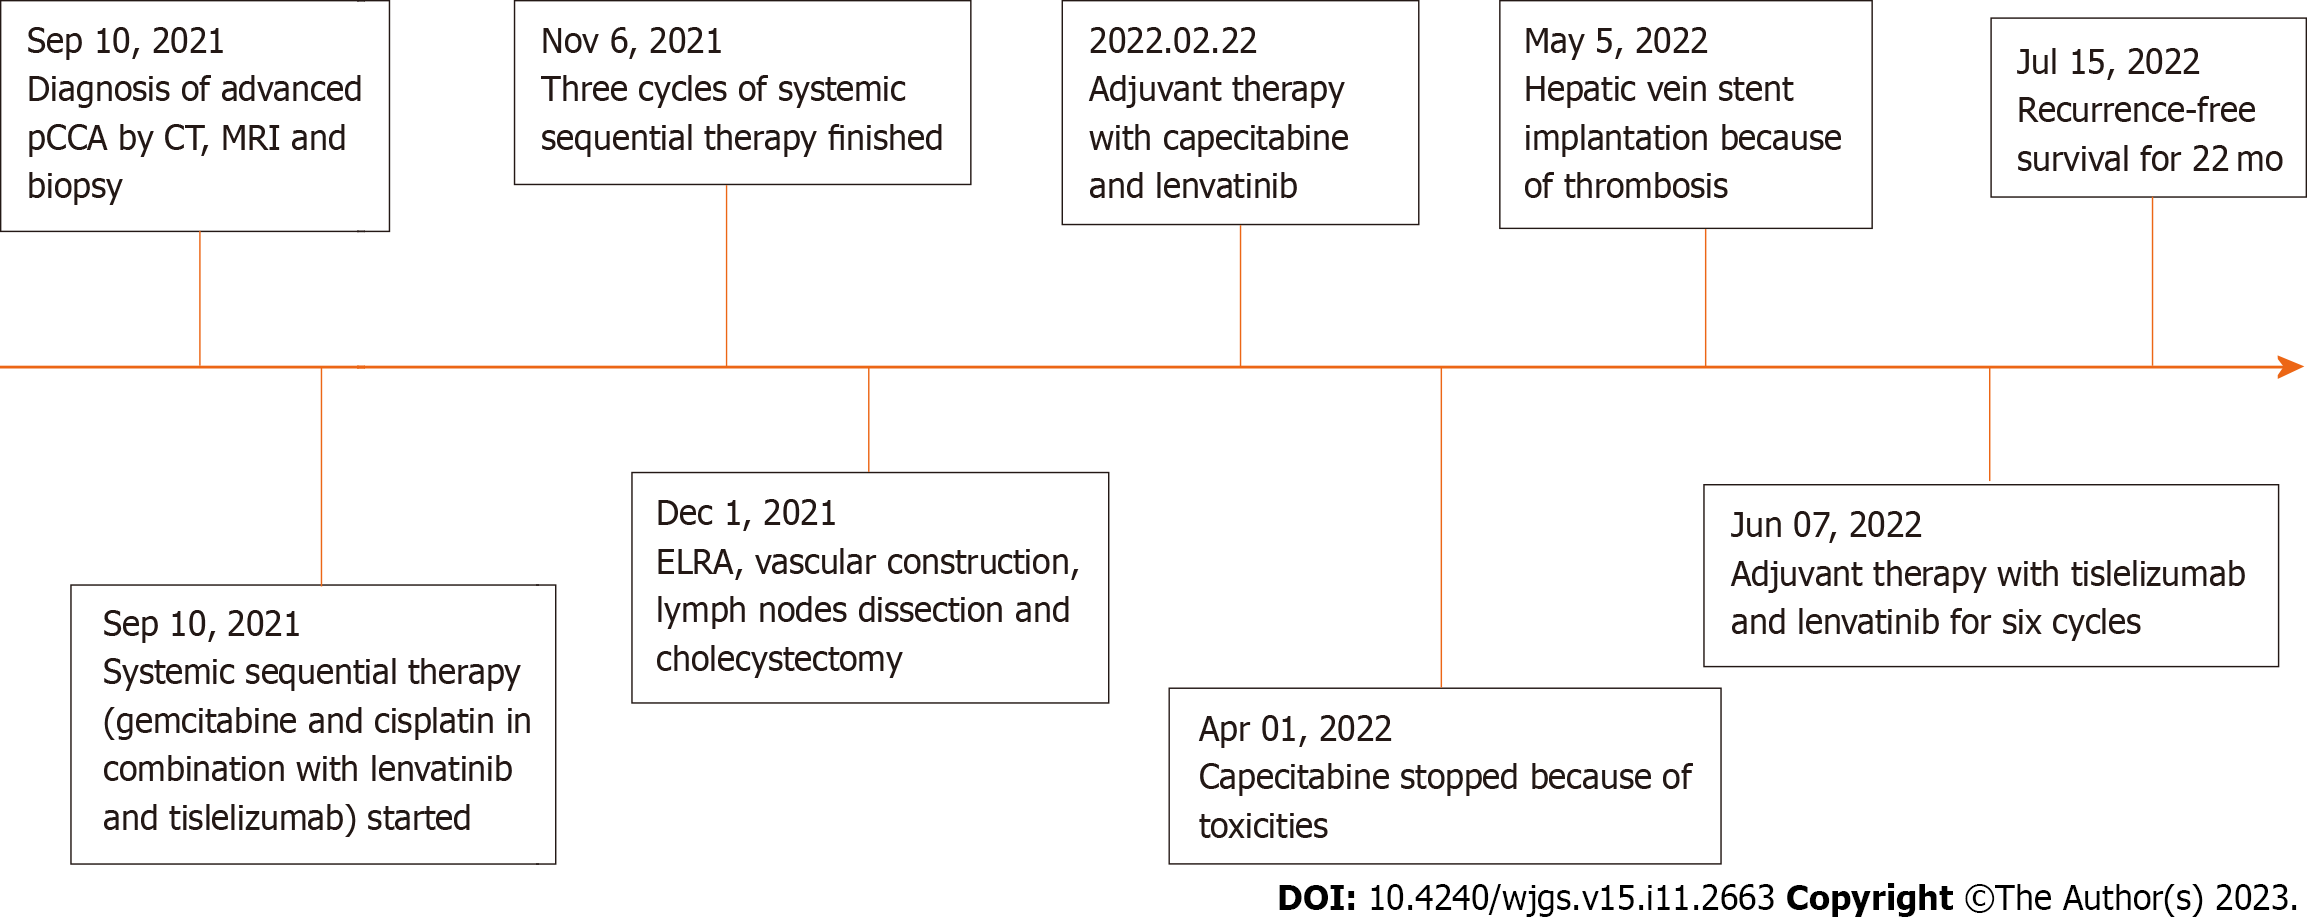 Sep 10, 2021
Diagnosis of advanced
pCCA by CT, MRI and
biopsy
Nov 6, 2021
Three cycles of systemic
sequential therapy finished
2022.02.22
Adjuvant therapy
with capecitabine
and lenvatinib
May 5, 2022
Hepatic vein stent
implantation because
of thrombosis
Jul 15, 2022
Recurrence-free
survival for 22 mo
Sep 10, 2021
Systemic sequential therapy
(gemcitabine and cisplatin in
combination with lenvatinib
and tislelizumab) started
Dec 1, 2021
ELRA, vascular construction,
lymph nodes dissection and
cholecystectomy
Apr 01, 2022
Capecitabine stopped because of
toxicities
Jun 07, 2022
Adjuvant therapy with tislelizumab
and lenvatinib for six cycles
DOI: 10.4240/wjgs.v15.i11.2663 Copyright ©The Author(s) 2023.